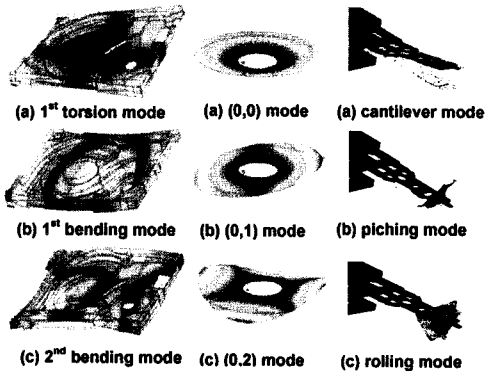 (a) 1st torsion mode (a) (0,0) mode (a) cantilever mode
(b) 1st bending mode (b) (0,1) mode (b) piching mode
(c) 2nd bending mode (c) (0,2) mode (c) rolling mode